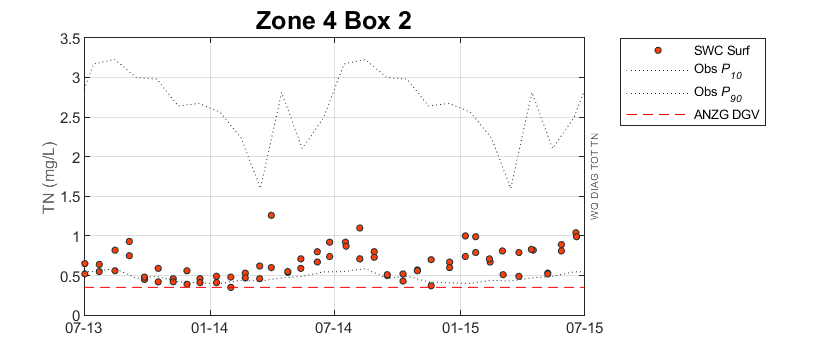 Zone 4 Box 2
3.5
3
2.5
2
1.5
1
0.5
0
TN (mg/L)
07-13
01-14
07-14
01-15
07-15
WQ DIAG TOT TN
SWC Surf
Obs P10
Obs P90
ANZG DGV